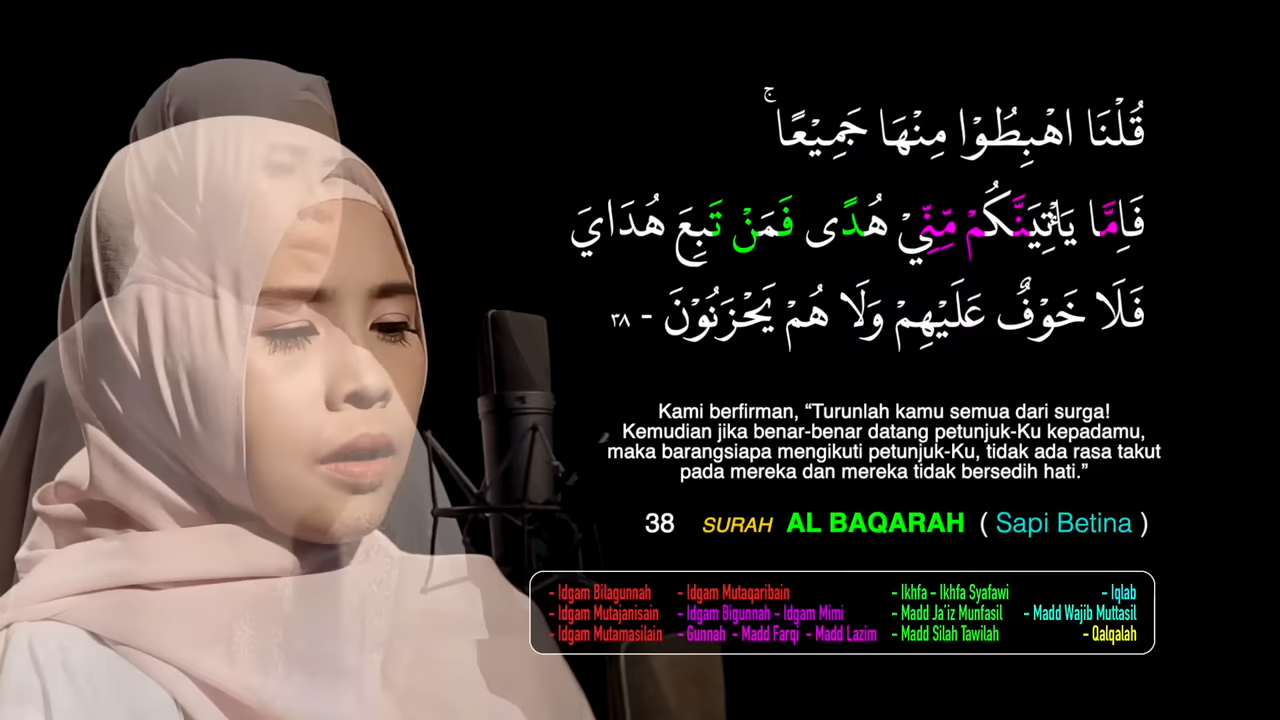 قُلْنَا اهْبِطُوْا مِنْهَا جَمِيْعًا ۚ
فَاِمَّا يَأْتِيَنَّكُمْ مِّنِّيْ هُدًى فَمَنْ تَبِعَ هُدَايَ
فَلَا خَوْفٌ عَلَيْهِمْ وَلَا هُمْ يَحْزَنُوْنَ - ٣٨
Kami berfirman, “Turunlah kamu semua dari surga!
Kemudian jika benar-benar datang petunjuk-Ku kepadamu,
maka barangsiapa mengikuti petunjuk-Ku, tidak ada rasa takut
pada mereka dan mereka tidak bersedih hati.”
38 SURAH AL BAQARAH ( Sapi Betina )
- Idgam Bilagunnah - Idgam Mutaqaribain - Ikhfa - Ikhfa Syafawi - Iqlab
- Idgam Mutajanisain - Idgam Bigunnah - Idgam Mimi - Madd Ja'iz Munfasil - Madd Wajib Muttasil
- Idgam Mutamasilain - Gunnah - Madd Farqi - Madd Lazim - Madd Silah Tawilah - Qalqalah